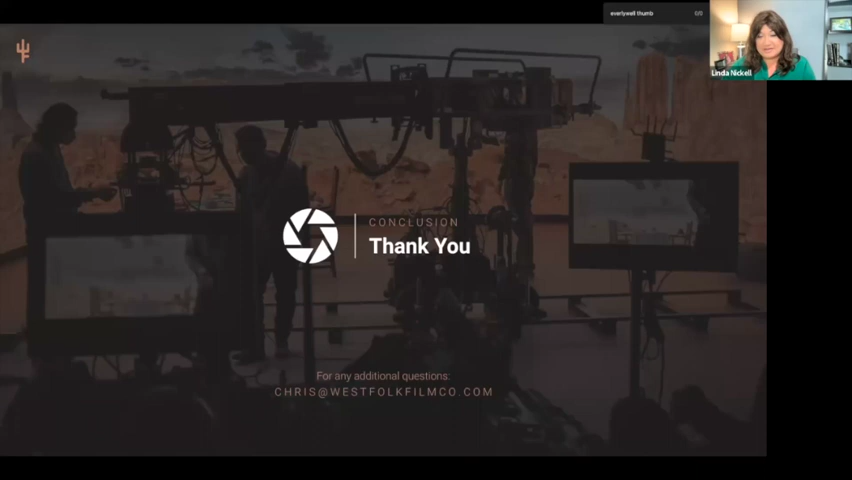 everlywell thumb
Linda Nickell
CONCLUSION
Thank You
For any additional questions:
CHRIS@WESTFOLKFILMCO.COM